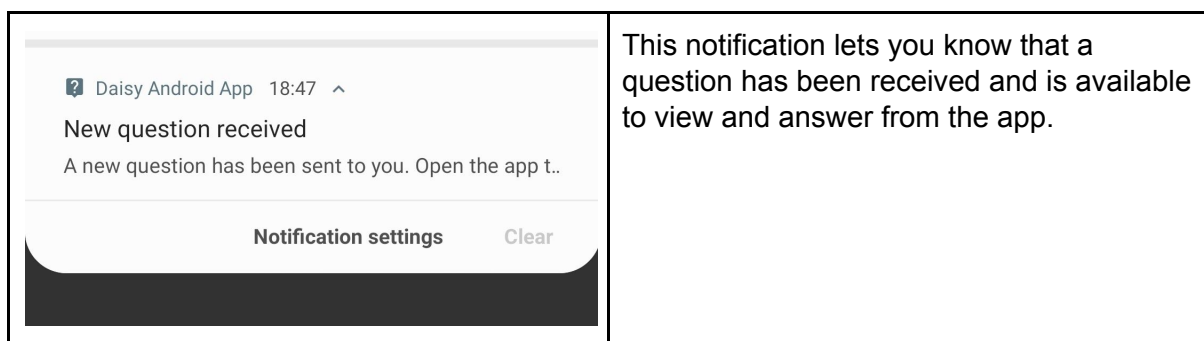 Daisy Android App 18:47
New question received
A new question has been sent to you. Open the app t..
Notification settings Clear
This notification lets you know that a
question has been received and is available
to view and answer from the app.